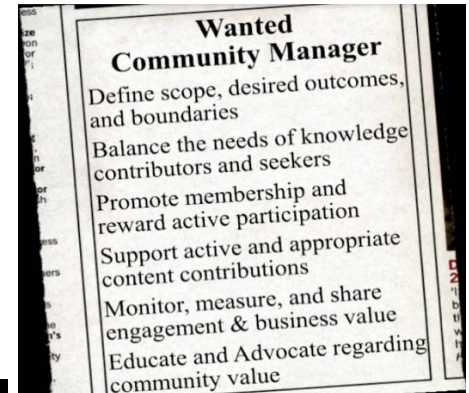 Wanted
Community Manager
Define scope, desired outcomes,
and boundaries
Balance the needs of knowledge
contributors and seekers
Promote membership and
reward active participation
Support active and appropriate
content contributions
Monitor, measure, and share
engagement & business value
Educate and Advocate regarding
community value